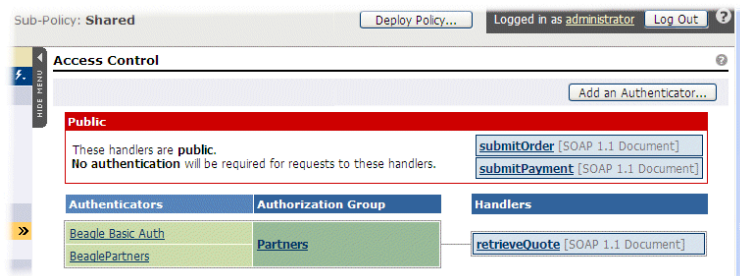 Sub-Policy: Shared
Deploy Policy...
Logged in as administrator
Log Out
?
HIDE MENU
Access Control
?
Add an Authenticator...
Public
These handlers are public.
No authentication will be required for requests to these handlers.
submitOrder [SOAP 1.1 Document]
submitPayment [SOAP 1.1 Document]
Authenticators
Authorization Group
Handlers
Beagle Basic Auth
BeaglePartners
Partners
retrieveQuote [SOAP 1.1 Document]
»